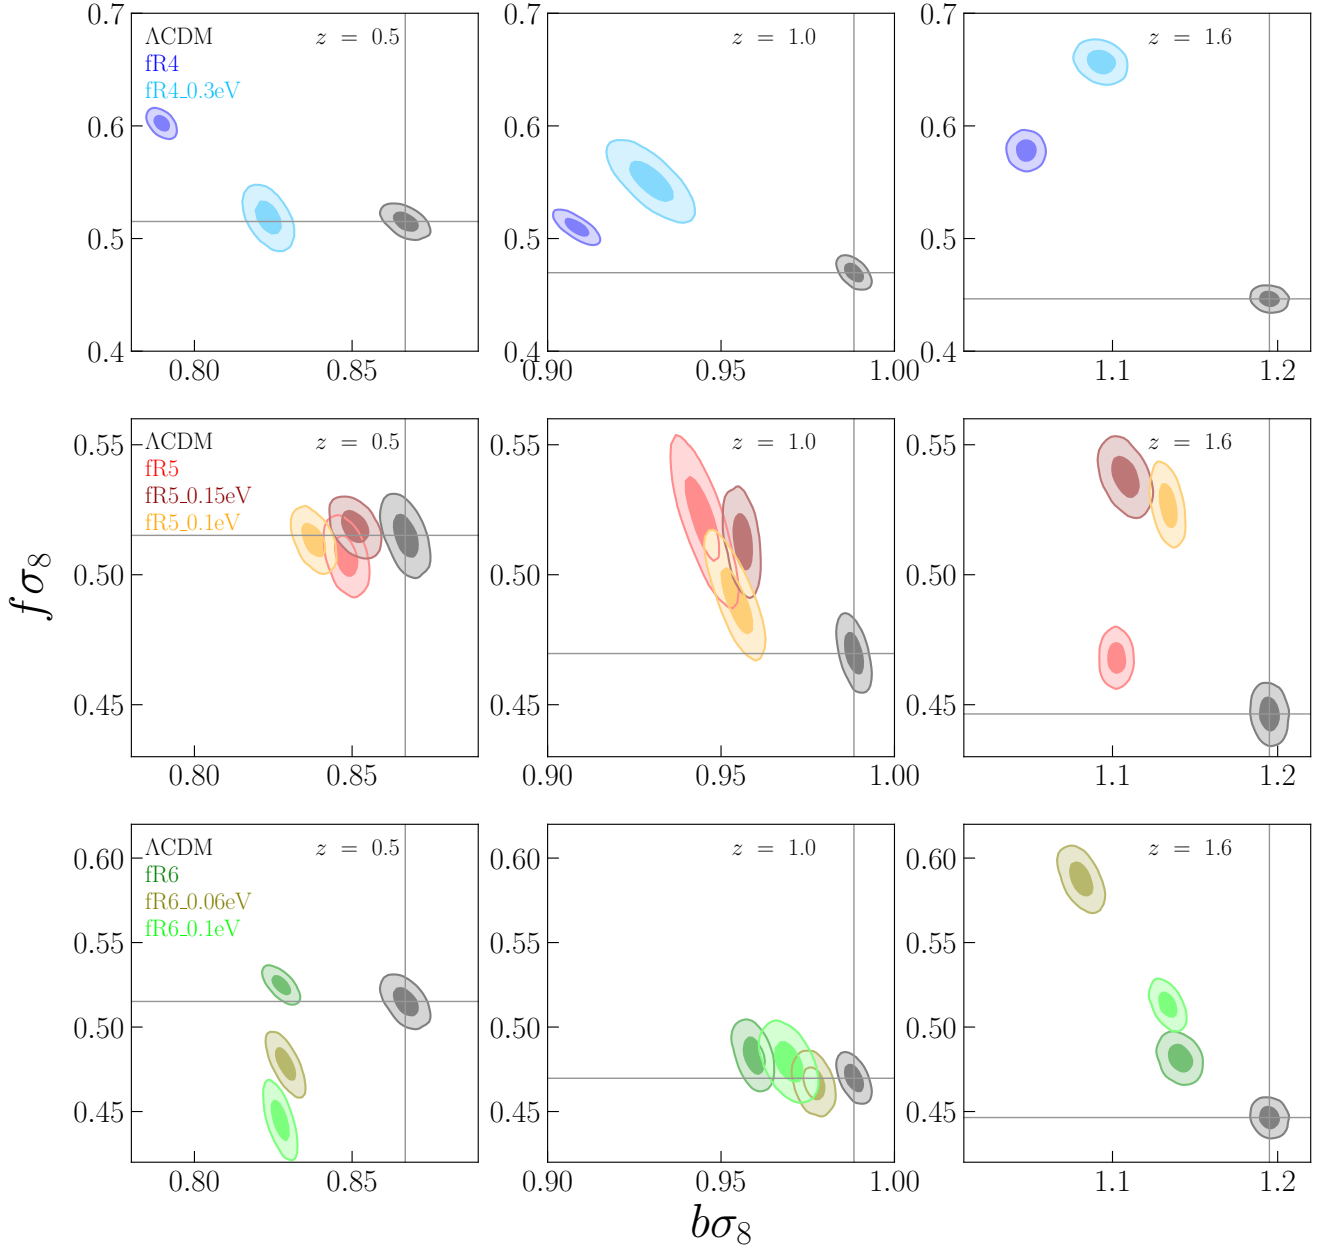 0.7
0.6
0.5
0.4
ΛCDM
z = 0.5
fR4
fR4_0.3eV
0.80
0.85
0.7
0.6
0.5
0.4
z = 1.0
0.90
0.95
1.00
0.7
0.6
0.5
0.4
z = 1.6
1.1
1.2
0.55
0.50
0.45
ΛCDM
z = 0.5
fR5
fR5_0.15eV
fR5_0.1eV
0.80
0.85
0.55
0.50
0.45
z = 1.0
0.90
0.95
1.00
0.55
0.50
0.45
z = 1.6
1.1
1.2
fσ₈
0.60
0.55
0.50
0.45
ΛCDM
z = 0.5
fR6
fR6_0.06eV
fR6_0.1eV
0.80
0.85
0.60
0.55
0.50
0.45
z = 1.0
0.90
0.95
1.00
0.60
0.55
0.50
0.45
z = 1.6
1.1
1.2
bσ₈